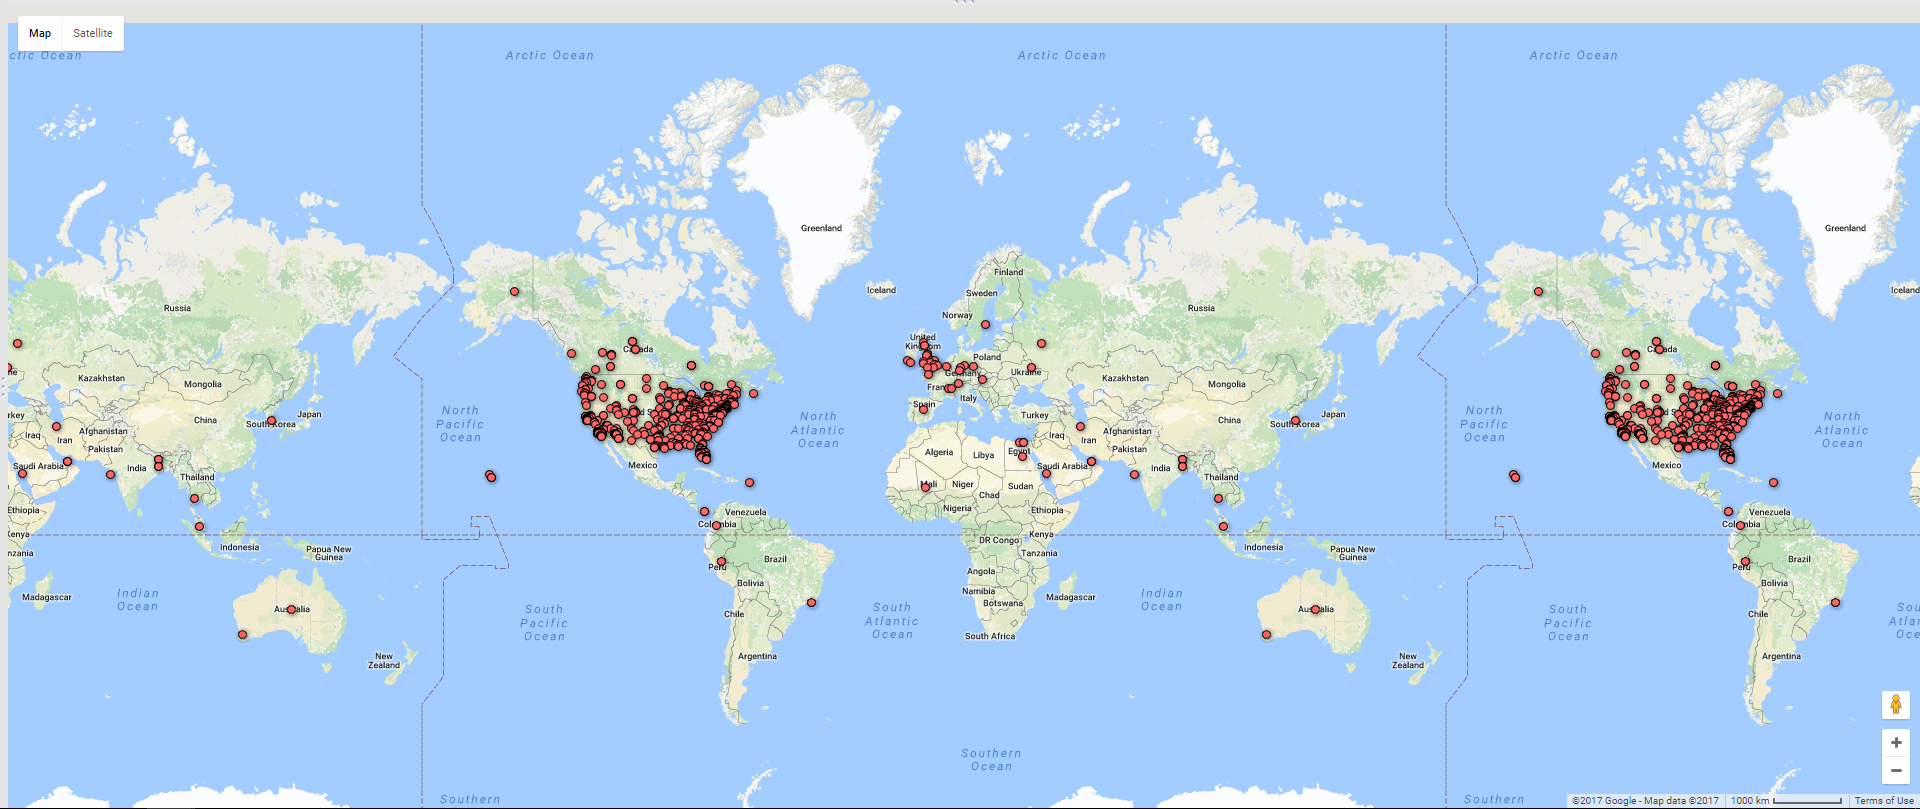 Map Satellite
ctic Ocean
Arctic Ocean
Arctic Ocean
Arctic Ocean
Greenland
Greenland
Finland
Iceland
Iceland
Sweden
Russia
Norway
Russia
United
Kingdom
Canada
Canada
Poland
ne
Ukraine
Germany
Kazakhstan
Mongolia
France
Kazakhstan
Mongolia
Italy
Spain
North
Pacific
Ocean
North
Atlantic
Ocean
North
Pacific
Ocean
North
Atlantic
Ocean
rkey
China
South Korea
Japan
Turkey
China
South Korea
Japan
Iraq
Iran
Afghanistan
Pakistan
Iraq
Iran
Afghanistan
Pakistan
Algeria
Libya
Egypt
Saudi Arabia
India
Thailand
Mexico
Saudi Arabia
India
Thailand
Mexico
Mali
Niger
Chad
Sudan
Nigeria
Ethiopia
Ethiopia
Venezuela
Colombia
Venezuela
Colombia
Kenya
nzania
Indonesia
Papua New
Guinea
DR Congo
Kenya
Tanzania
Indonesia
Papua New
Guinea
Peru
Brazil
Bolivia
Peru
Brazil
Bolivia
Angola
Namibia
Botswana
Madagascar
Madagascar
Indian
Ocean
Indian
Ocean
Australia
Australia
South
Pacific
Ocean
Chile
South
Atlantic
Ocean
South Africa
South
Pacific
Ocean
Chile
Sou
Atlan
Oce
New
Zealand
Argentina
New
Zealand
Argentina
Southern
Ocean
Southern
Southern
©2017 Google - Map data ©2017 1000 km Terms of Use